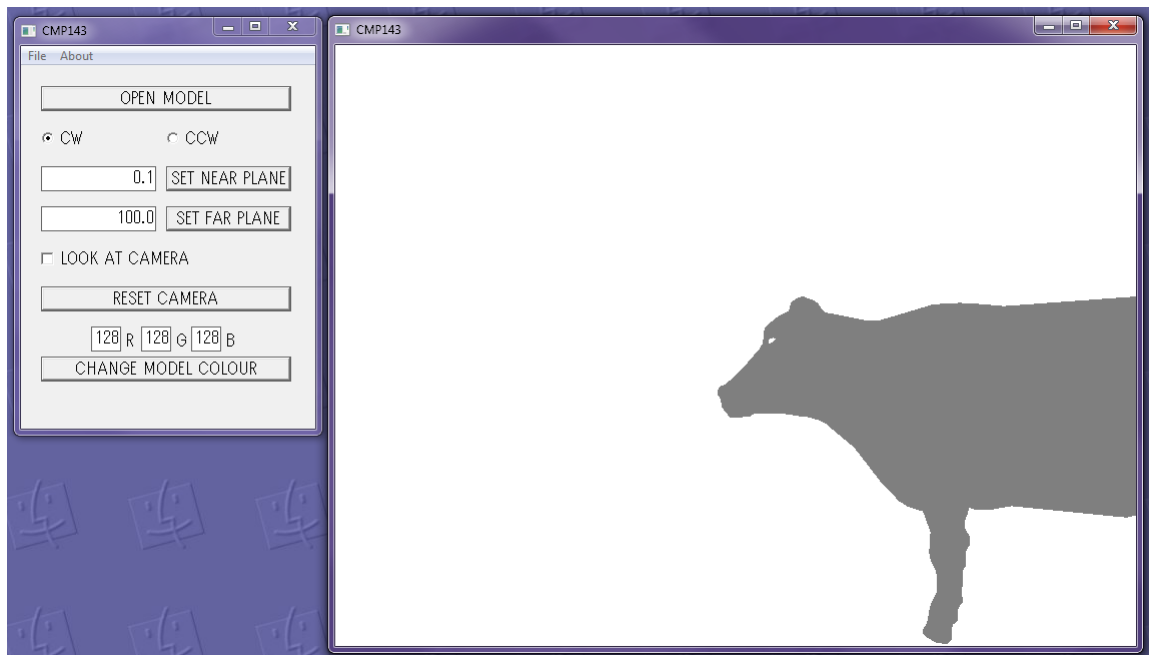 CMP143
File About
OPEN MODEL
CW CCW
0.1 SET NEAR PLANE
100.0 SET FAR PLANE
LOOK AT CAMERA
RESET CAMERA
128 R 128 G 128 B
CHANGE MODEL COLOUR
CMP143